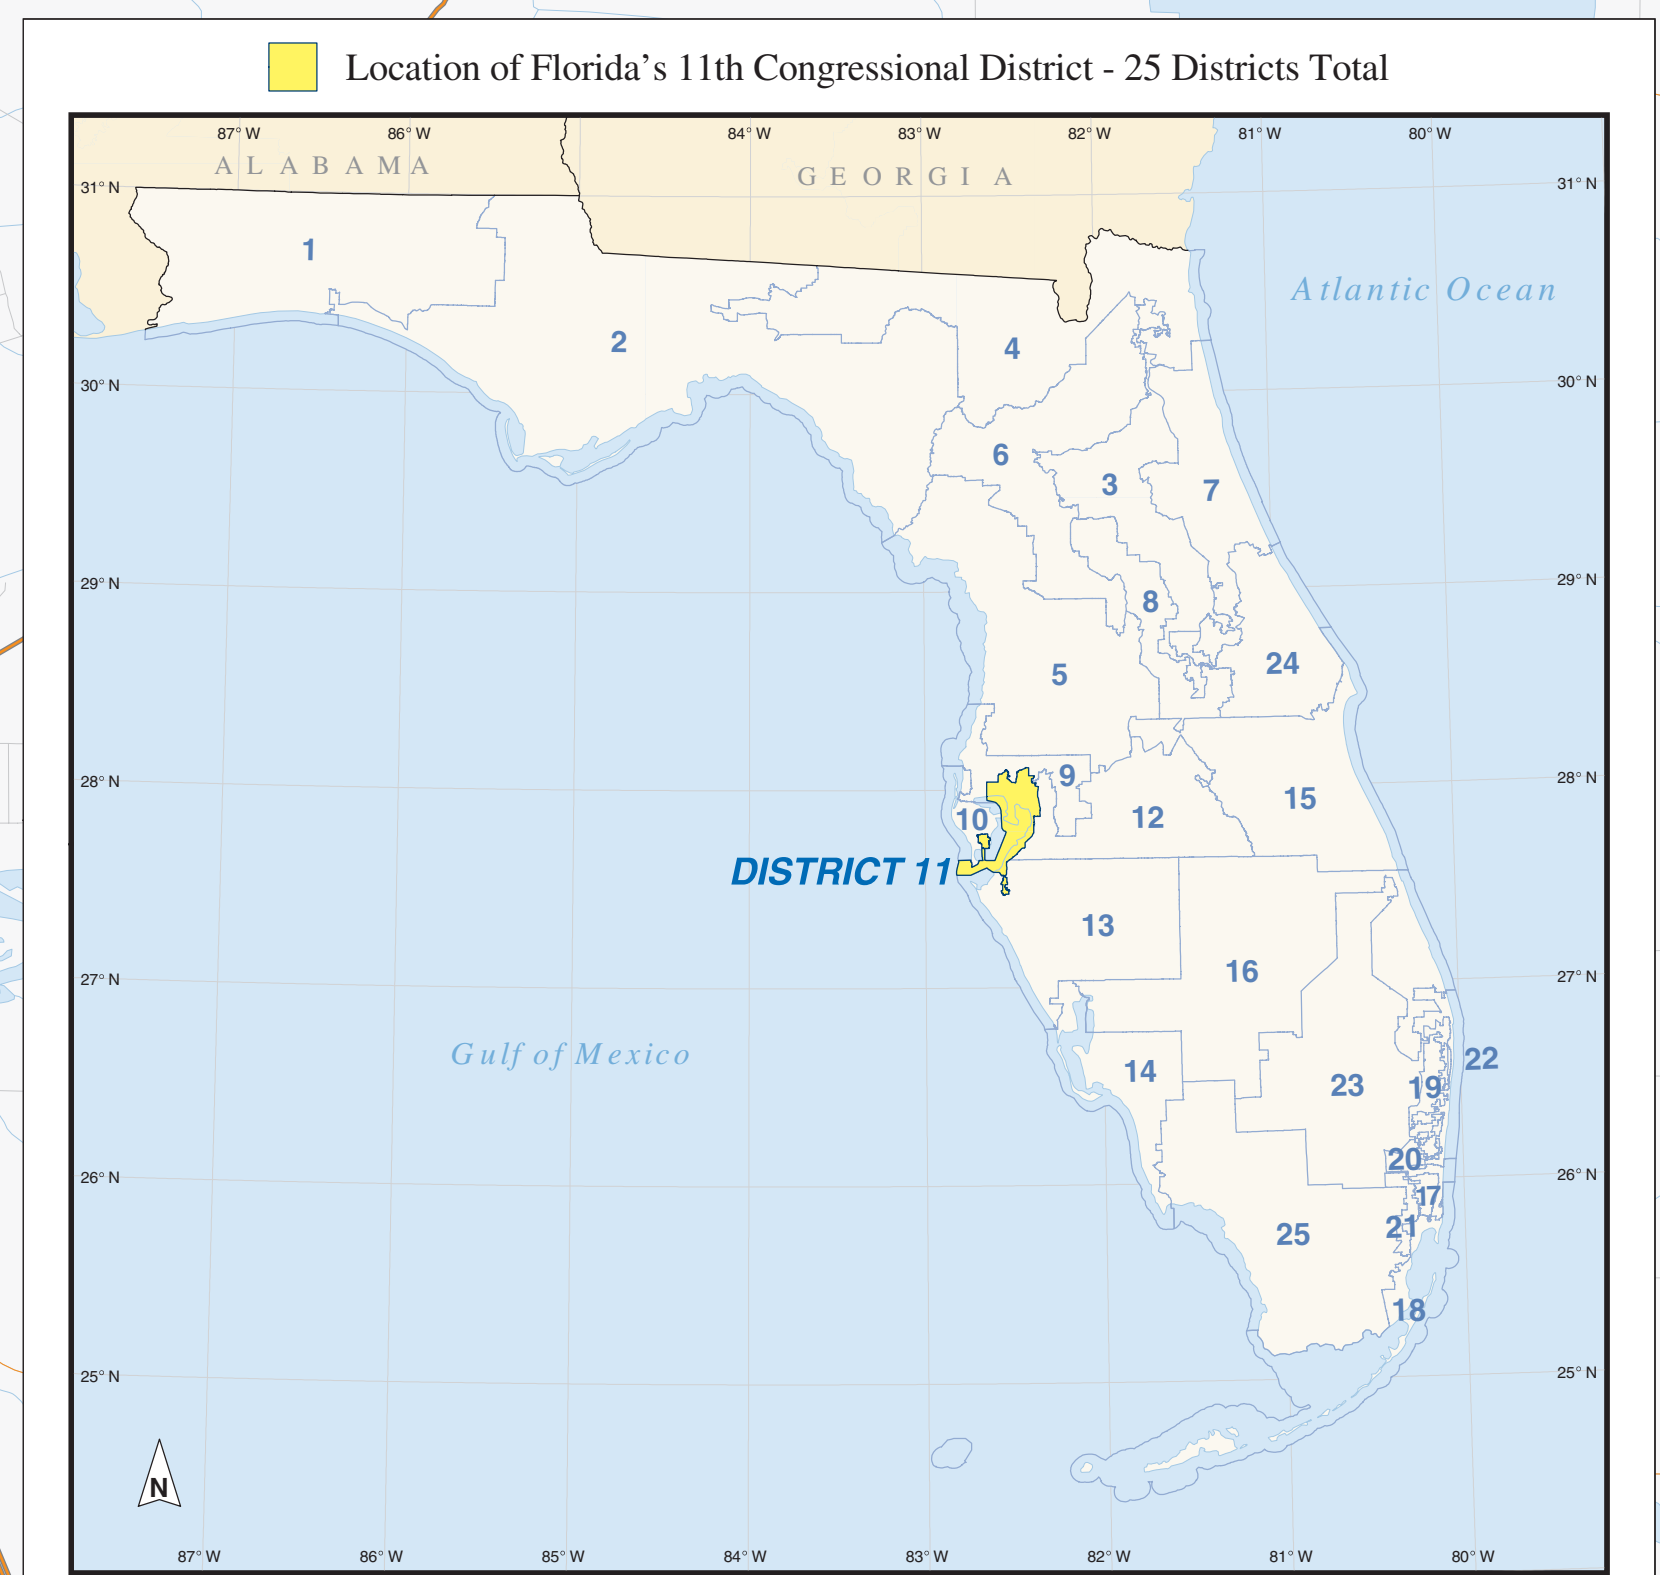 Location of Florida's 11th Congressional District - 25 Districts Total
87° W 86° W 84° W 83° W 82° W 81° W 80° W
ALABAMA
GEORGIA
31° N 31° N
1
Atlantic Ocean
2
4
30° N 30° N
6
3
7
29° N 29° N
8
24
5
28° N 28° N
9
15
10
12
DISTRICT 11
13
16
27° N 27° N
Gulf of Mexico
22
14
23
19
20
26° N 26° N
17
21
25
18
25° N 25° N
N
87° W 86° W 85° W 84° W 83° W 82° W 81° W 80° W